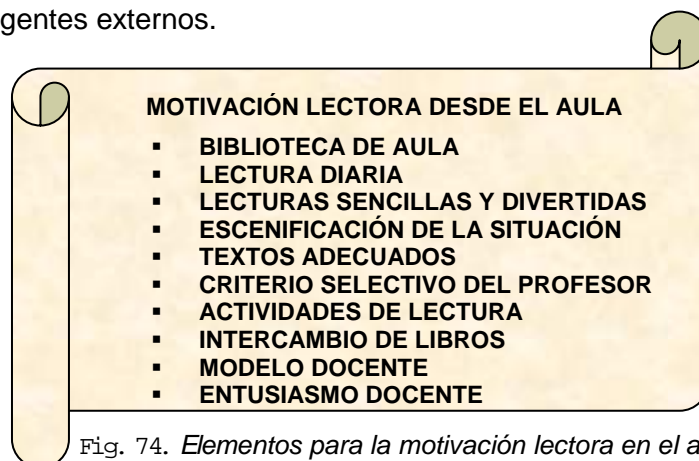 gentes externos.
MOTIVACIÓN LECTORA DESDE EL AULA
▪ BIBLIOTECA DE AULA
▪ LECTURA DIARIA
▪ LECTURAS SENCILLAS Y DIVERTIDAS
▪ ESCENIFICACIÓN DE LA SITUACIÓN
▪ TEXTOS ADECUADOS
▪ CRITERIO SELECTIVO DEL PROFESOR
▪ ACTIVIDADES DE LECTURA
▪ INTERCAMBIO DE LIBROS
▪ MODELO DOCENTE
▪ ENTUSIASMO DOCENTE
Fig. 74. Elementos para la motivación lectora en el a